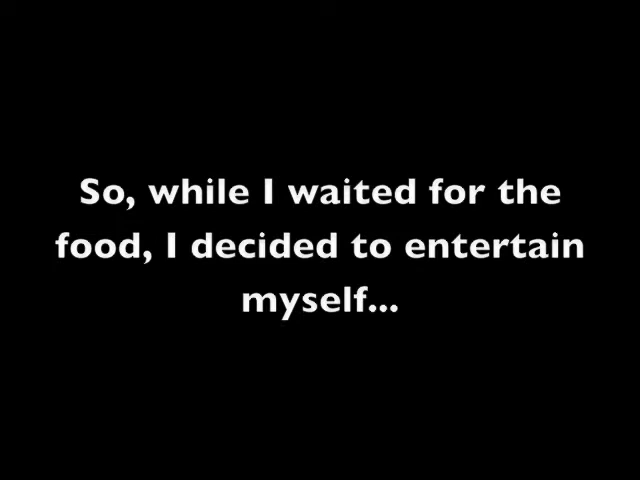 So, while I waited for the
food, I decided to entertain
myself...